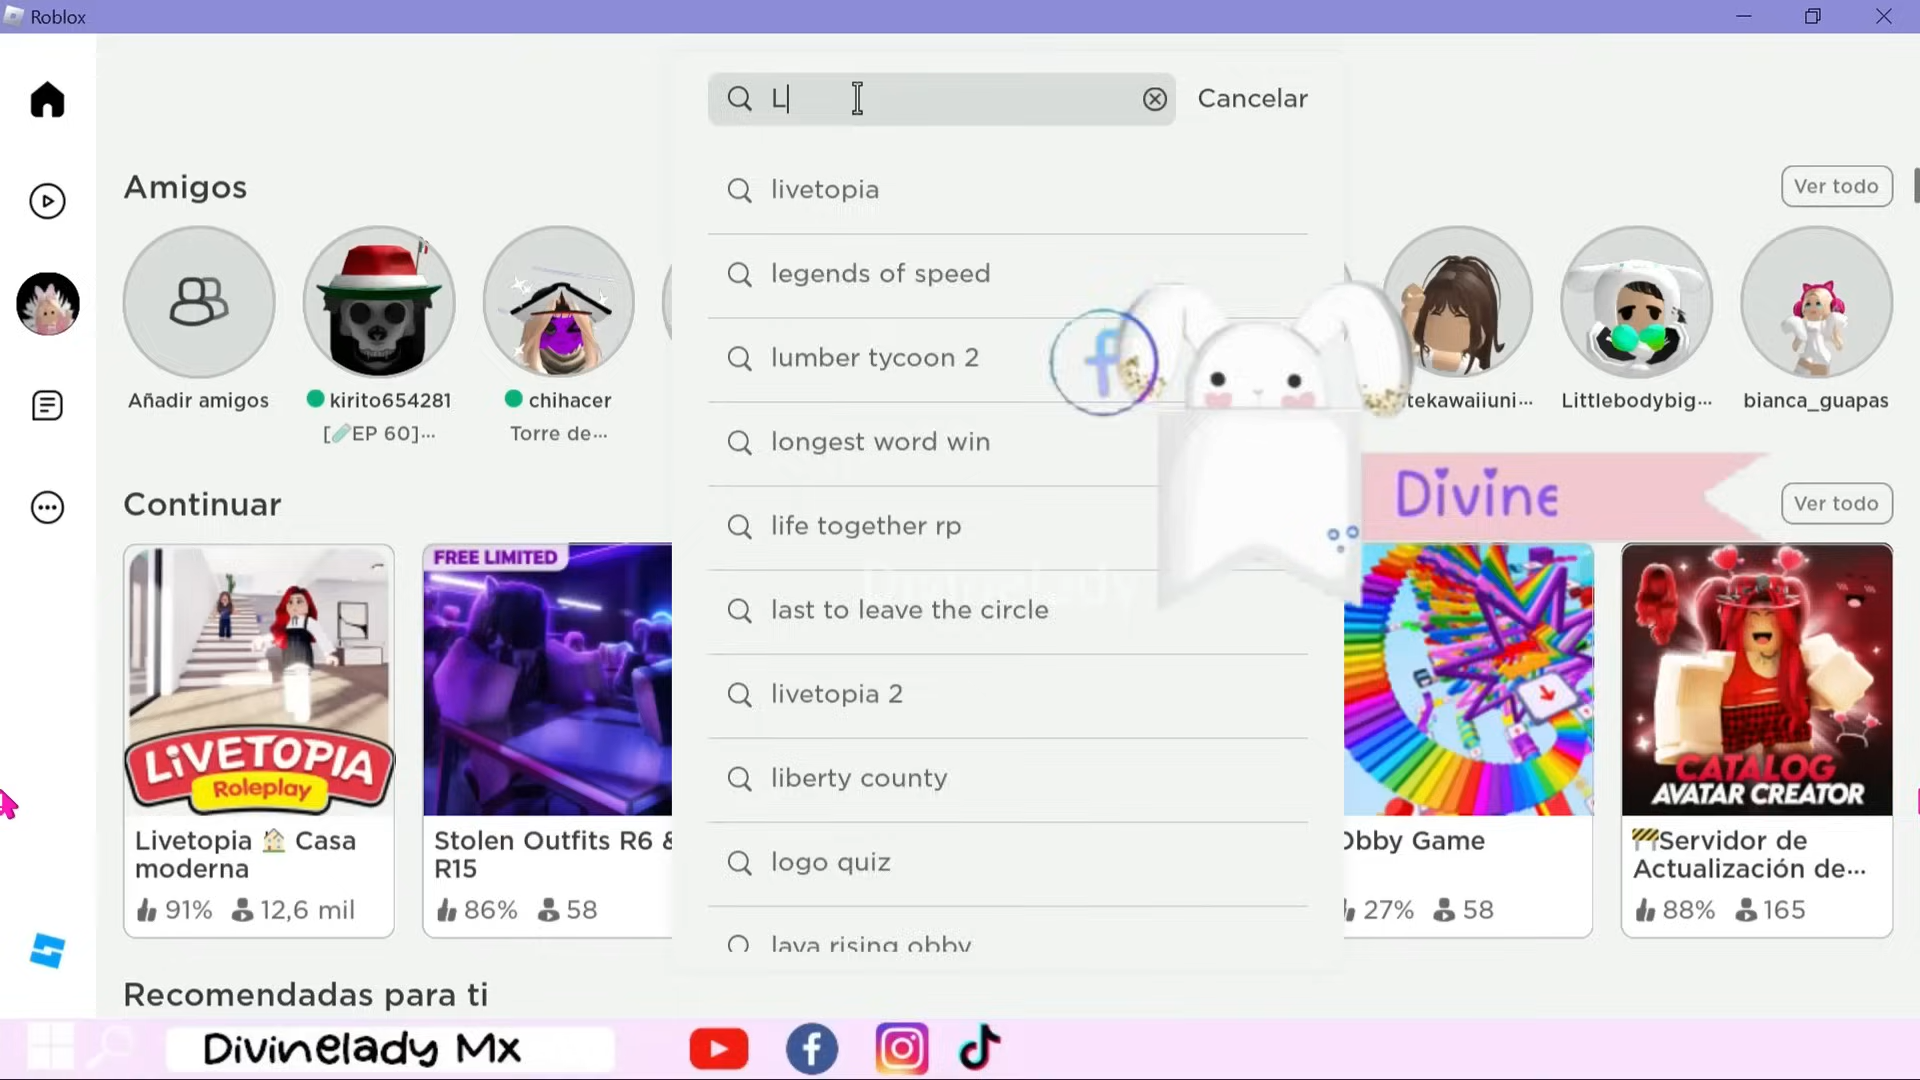 Roblox
L
Cancelar
livetopia
legends of speed
lumber tycoon 2
longest word win
life together rp
last to leave the circle
livetopia 2
liberty county
logo quiz
lava rising obby
Amigos
Ver todo
Añadir amigos
kirito654281
[🧪EP 60]...
chihacer
Torre de...
tekawaiiuni...
Littlebodybig...
bianca_guapas
f
Divine
Divinelady
Continuar
Ver todo
LIVETOPIA
Roleplay
Livetopia 🏠 Casa
moderna
91% 12,6 mil
FREE LIMITED
Stolen Outfits R6 &
R15
86% 58
Obby Game
27% 58
CATALOG
AVATAR CREATOR
🚧Servidor de
Actualización de...
88% 165
Recomendadas para ti
Divinelady Mx